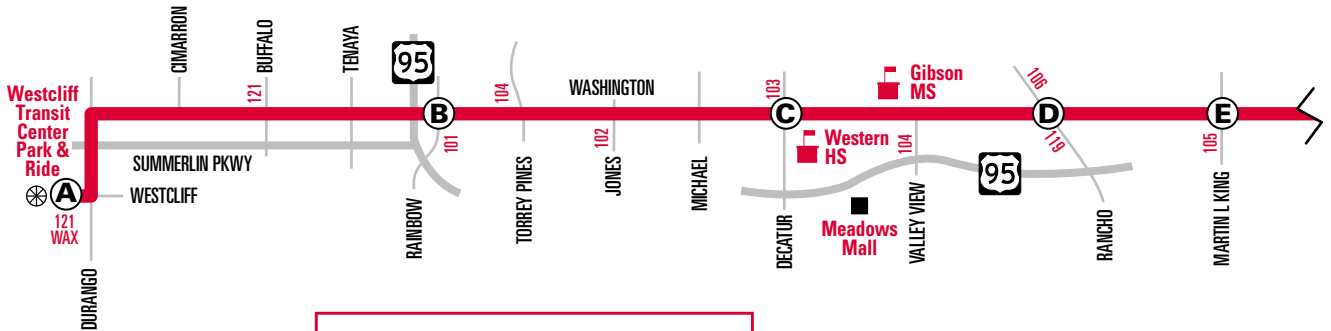 CIMARRON
BUFFALO
TENAYA
95
Westcliff
Transit
Center
Park &
Ride
121
104
WASHINGTON
103
Gibson
MS
106
B
C
D
E
101
102
Western
HS
104
119
105
SUMMERLIN PKWY
A
WESTCLIFF
121
WAX
95
Meadows
Mall
DURANGO
RAINBOW
TORREY PINES
JONES
MICHAEL
DECATUR
VALLEY VIEW
RANCHO
MARTIN L KING